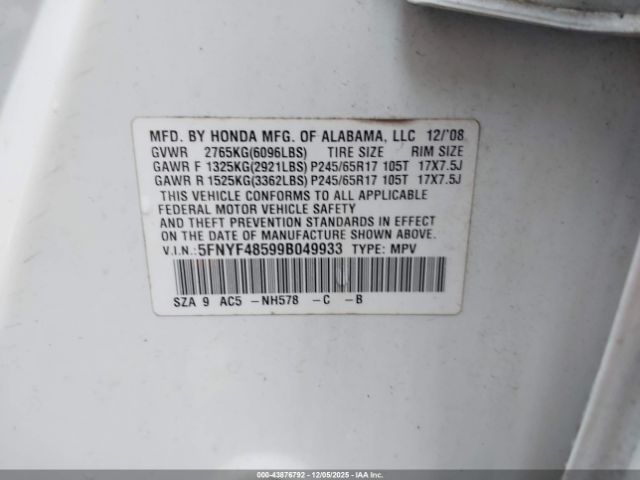 MFD. BY HONDA MFG. OF ALABAMA, LLC 12/'08
GVWR 2765KG(6096LBS) TIRE SIZE RIM SIZE
GAWR F 1325KG(2921LBS) P245/65R17 105T 17X7.5J
GAWR R 1525KG(3362LBS) P245/65R17 105T 17X7.5J
THIS VEHICLE CONFORMS TO ALL APPLICABLE
FEDERAL MOTOR VEHICLE SAFETY
AND THEFT PREVENTION STANDARDS IN EFFECT
ON THE DATE OF MANUFACTURE SHOWN ABOVE.
V.I.N.: 5FNYF48599B049933 TYPE: MPV
SZA 9 AC5 -NH578 -C -B
000-43876792 - 12/05/2025 - IAAI.COM